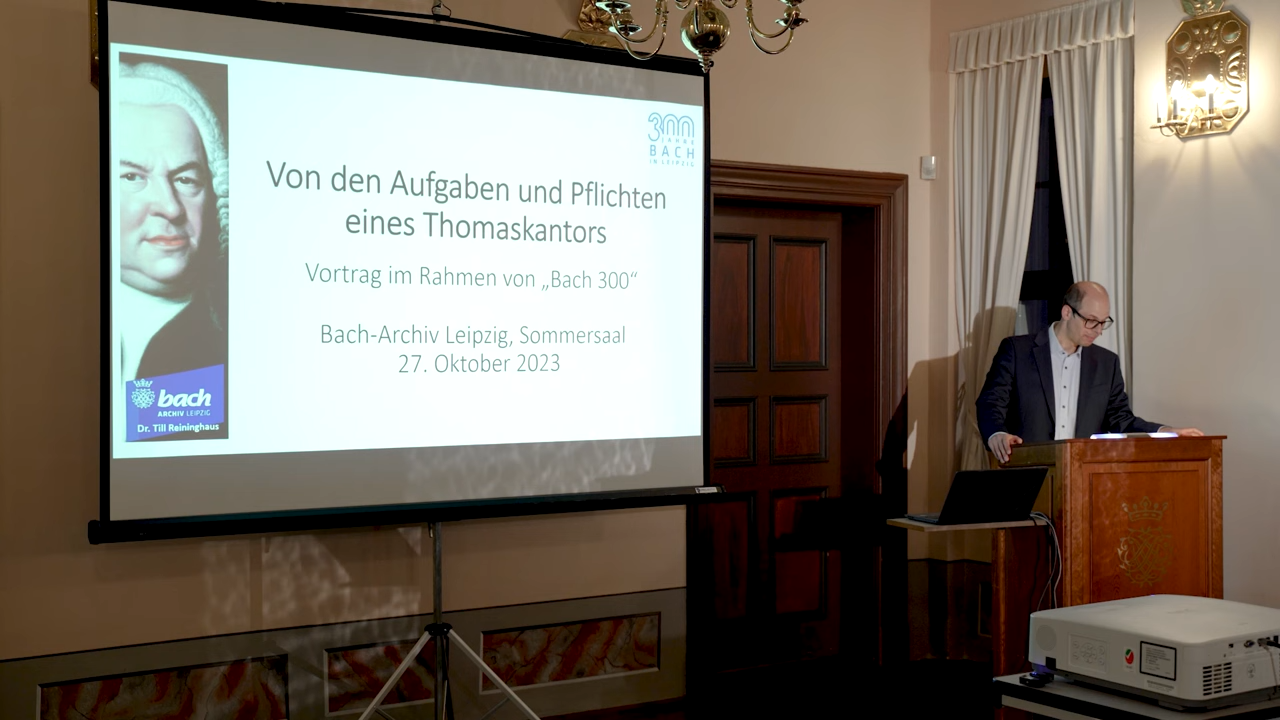 300
JAHRE
BACH
IN LEIPZIG
Von den Aufgaben und Pflichten
eines Thomaskantors
Vortrag im Rahmen von „Bach 300“
Bach-Archiv Leipzig, Sommersaal
27. Oktober 2023
bach
ARCHIV LEIPZIG
Dr. Till Reininghaus